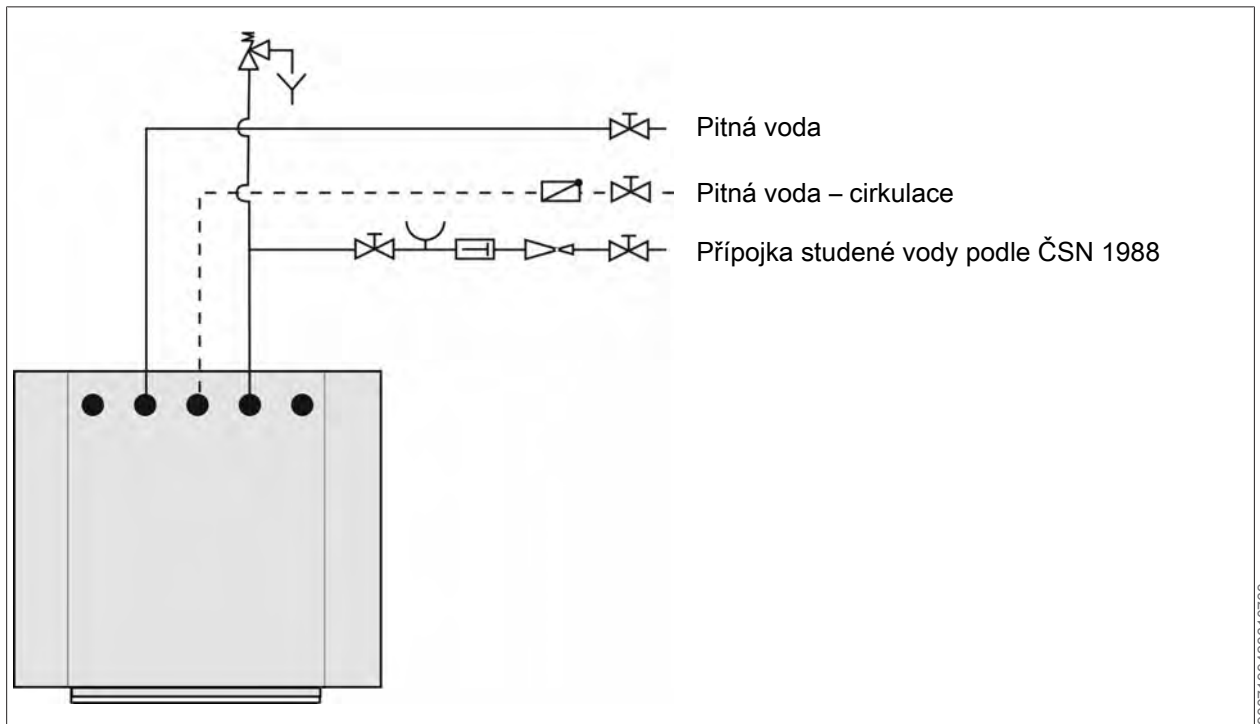 Pitná voda
Pitná voda – cirkulace
Přípojka studené vody podle ČSN 1988